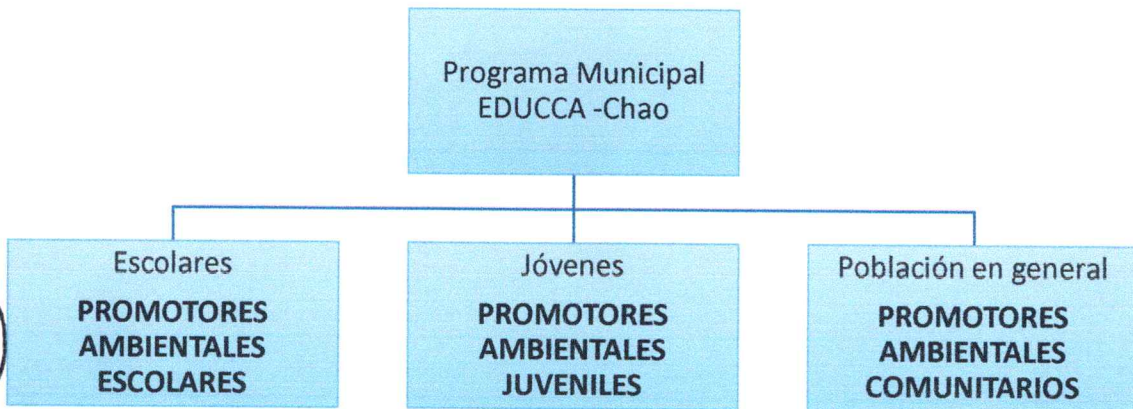 Programa Municipal
EDUCCA -Chao
Escolares
PROMOTORES
AMBIENTALES
ESCOLARES
Jóvenes
PROMOTORES
AMBIENTALES
JUVENILES
Población en general
PROMOTORES
AMBIENTALES
COMUNITARIOS